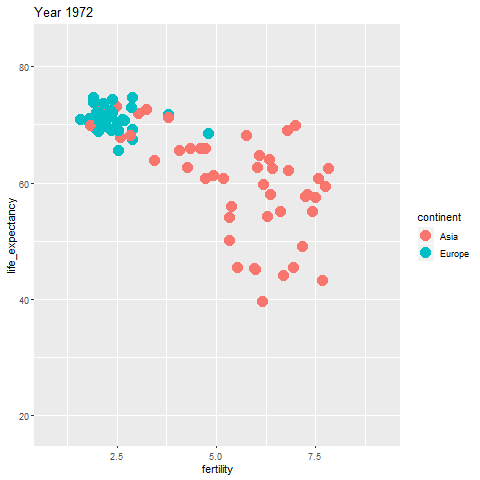 Year 1972
80
60
40
20
life_expectancy
2.5
5.0
7.5
fertility
continent
Asia
Europe